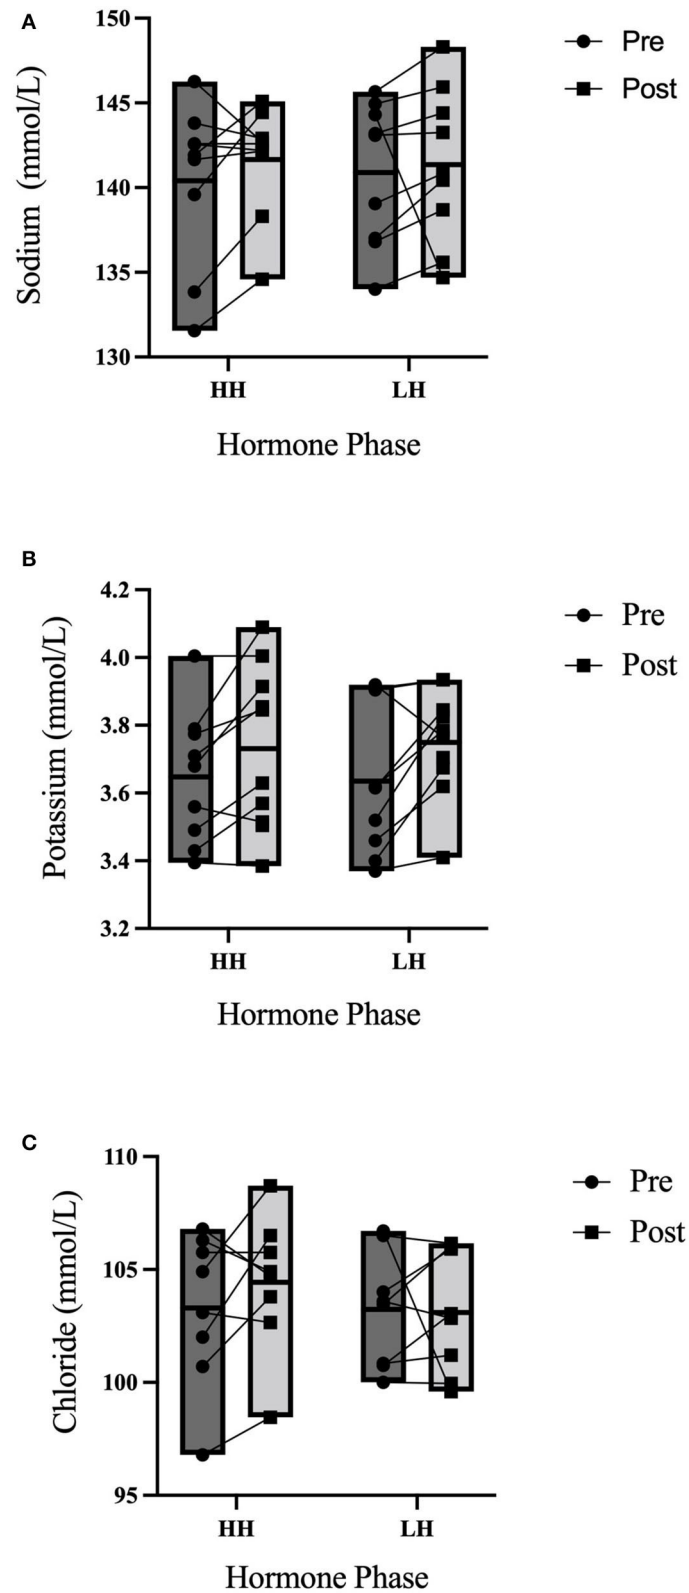 A
150
145
140
135
130
Sodium (mmol/L)
HH
LH
Hormone Phase
Pre
Post
B
4.2
4.0
3.8
3.6
3.4
3.2
Potassium (mmol/L)
HH
LH
Hormone Phase
Pre
Post
C
110
105
100
95
Chloride (mmol/L)
HH
LH
Hormone Phase
Pre
Post